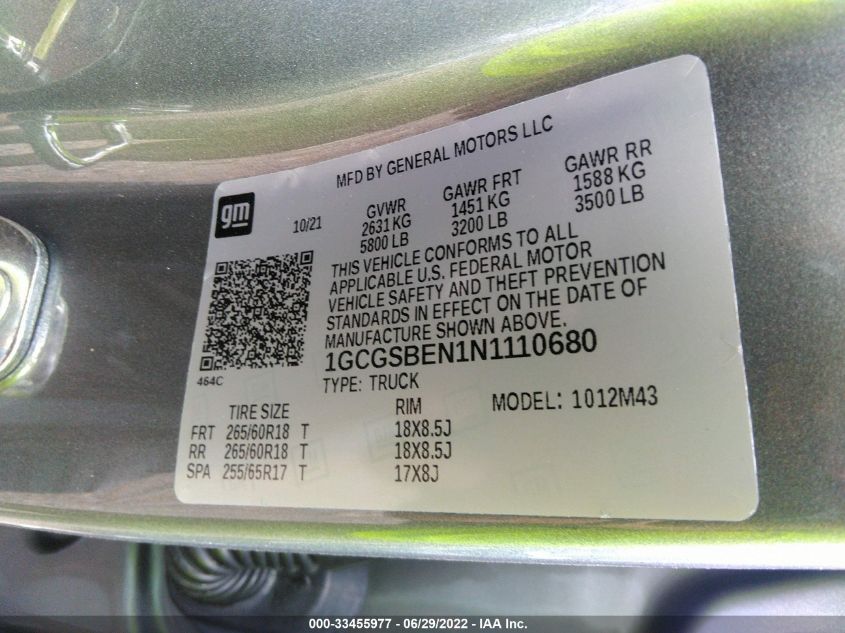 MFD BY GENERAL MOTORS LLC
gm
10/21
GVWR GAWR FRT GAWR RR
2631 KG 1451 KG 1588 KG
5800 LB 3200 LB 3500 LB
THIS VEHICLE CONFORMS TO ALL
APPLICABLE U.S. FEDERAL MOTOR
VEHICLE SAFETY AND THEFT PREVENTION
STANDARDS IN EFFECT ON THE DATE OF
MANUFACTURE SHOWN ABOVE.
1GCGSBEN1N1110680
464C
TYPE: TRUCK
MODEL: 1012M43
TIRE SIZE RIM
FRT 265/60R18 T 18X8.5J
RR 265/60R18 T 18X8.5J
SPA 255/65R17 T 17X8J
000-33455977 - 06/29/2022 - IAA Inc.